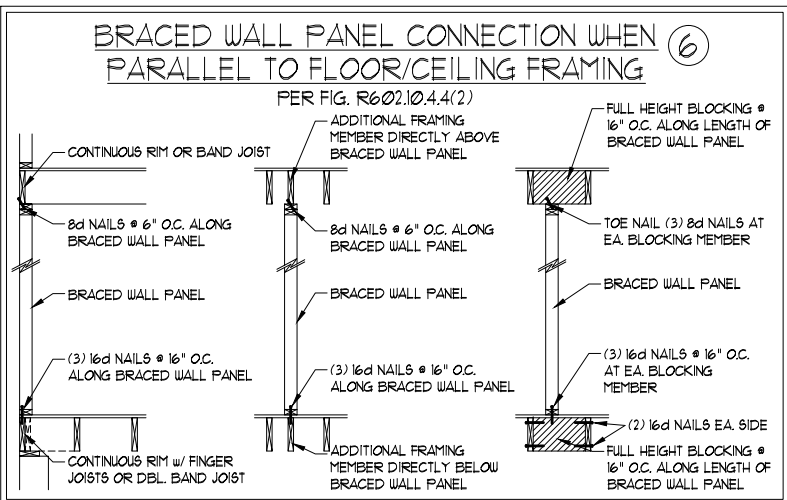 BRACED WALL PANEL CONNECTION WHEN
PARALLEL TO FLOOR/CEILING FRAMING
6
PER FIG. R602.10.4.4(2)
CONTINUOUS RIM OR BAND JOIST
8d NAILS @ 6" O.C. ALONG
BRACED WALL PANEL
BRACED WALL PANEL
(3) 16d NAILS @ 16" O.C.
ALONG BRACED WALL PANEL
CONTINUOUS RIM w/ FINGER
JOISTS OR DBL. BAND JOIST
ADDITIONAL FRAMING
MEMBER DIRECTLY ABOVE
BRACED WALL PANEL
8d NAILS @ 6" O.C. ALONG
BRACED WALL PANEL
BRACED WALL PANEL
(3) 16d NAILS @ 16" O.C.
ALONG BRACED WALL PANEL
ADDITIONAL FRAMING
MEMBER DIRECTLY BELOW
BRACED WALL PANEL
FULL HEIGHT BLOCKING @
16" O.C. ALONG LENGTH OF
BRACED WALL PANEL
TOE NAIL (3) 8d NAILS AT
EA. BLOCKING MEMBER
BRACED WALL PANEL
(3) 16d NAILS @ 16" O.C.
AT EA. BLOCKING
MEMBER
(2) 16d NAILS EA. SIDE
FULL HEIGHT BLOCKING @
16" O.C. ALONG LENGTH OF
BRACED WALL PANEL